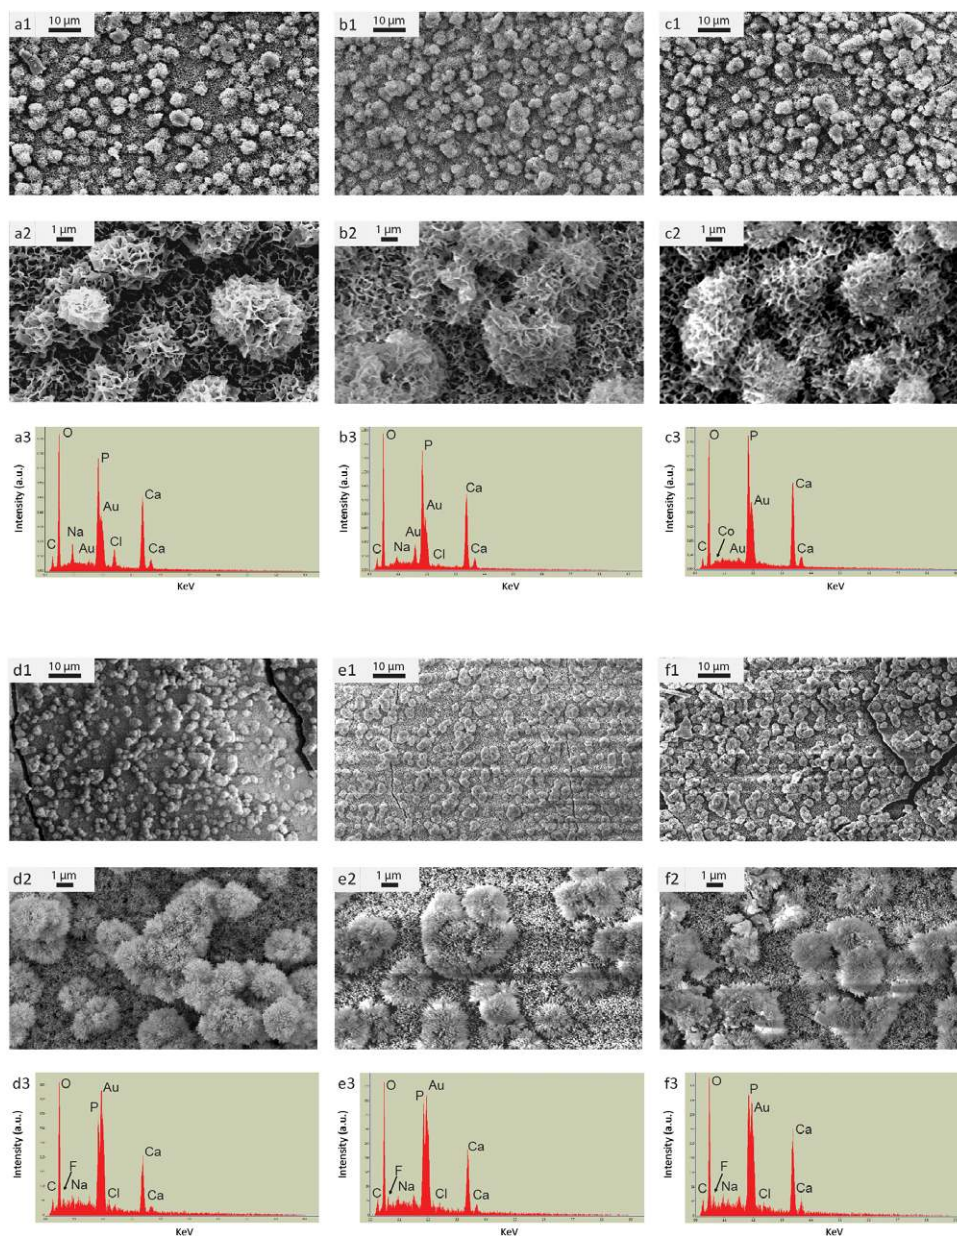 a1 10 µm
b1 10 µm
c1 10 µm
a2 1 µm
b2 1 µm
c2 1 µm
a3
O
P
Au
Ca
Na
Cl
C
Au
Ca
Intensity (a.u.)
KeV
b3
O
P
Ca
Au
Au
Na
Cl
C
Ca
Intensity (a.u.)
KeV
c3
O
P
Au
Ca
Co
C
Au
Ca
Intensity (a.u.)
KeV
d1 10 µm
e1 10 µm
f1 10 µm
d2 1 µm
e2 1 µm
f2 1 µm
d3
O
Au
P
Ca
F
C
Na
Cl
Ca
Intensity (a.u.)
KeV
e3
O
Au
P
Ca
F
C
Na
Cl
Ca
Intensity (a.u.)
KeV
f3
O
P
Au
Ca
F
C
Na
Cl
Ca
Intensity (a.u.)
KeV